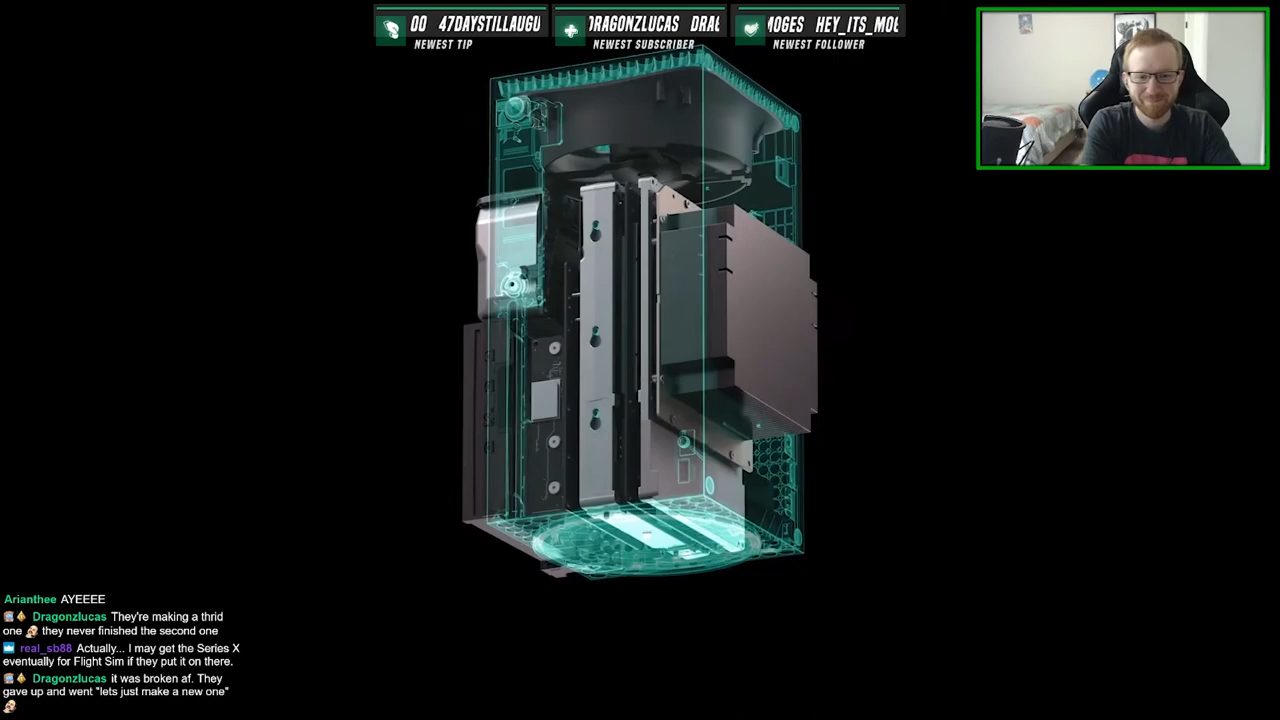 00 47DAYSTILLAUGU
NEWEST TIP
DRAGONZLUCAS DRAG
NEWEST SUBSCRIBER
MOGES HEY_ITS_MOG
NEWEST FOLLOWER
Arianthee AYEEEE
Dragonzlucas They're making a thrid
one they never finished the second one
real_sb88 Actually... I may get the Series X
eventually for Flight Sim if they put it on there.
Dragonzlucas it was broken af. They
gave up and went "lets just make a new one"